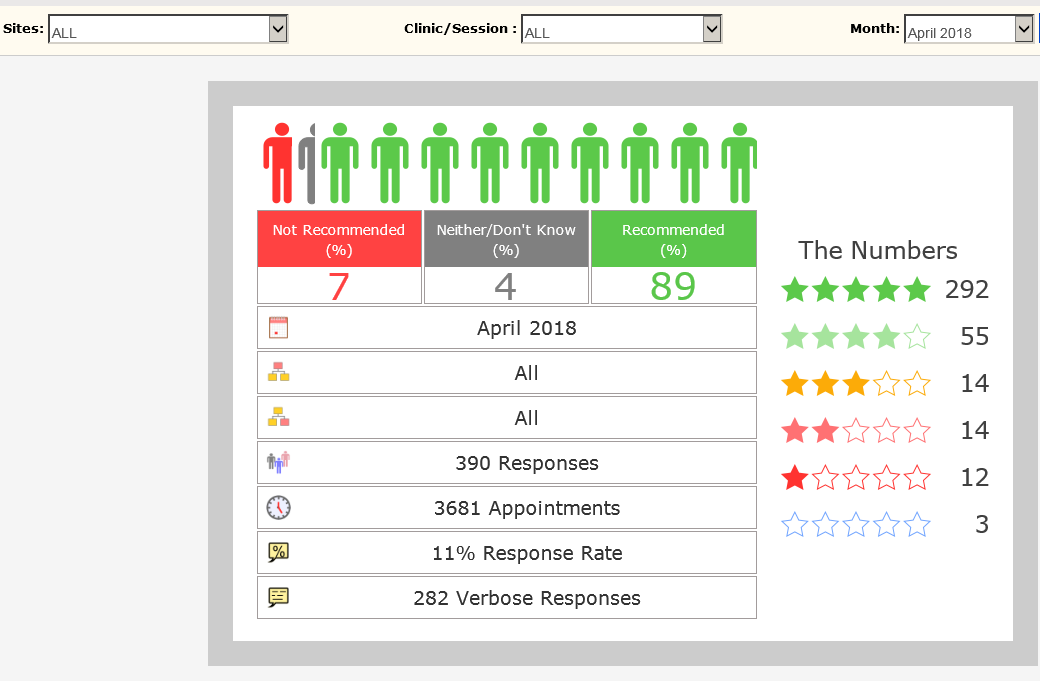 Sites: ALL Clinic/Session : ALL Month: April 2018
Not Recommended (%)
7
Neither/Don't Know (%)
4
Recommended (%)
89
April 2018
All
All
390 Responses
3681 Appointments
% 11% Response Rate
282 Verbose Responses
The Numbers
292
55
14
14
12
3